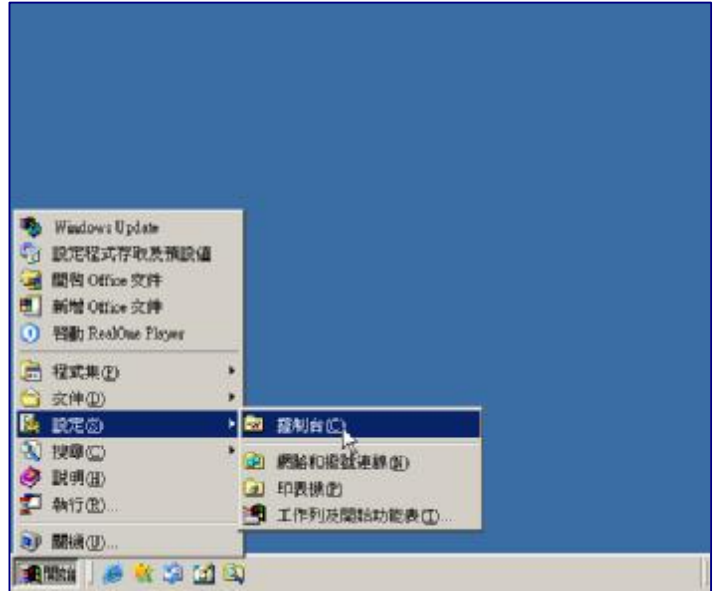 Windows Update
設定程式存取及預設值
開啟 Office 文件
新增 Office 文件
啟動 RealOne Player
程式集(P)
文件(D)
設定(S)
控制台(C)
搜尋(C)
網路和撥號連線(N)
說明(H)
印表機(P)
執行(R)...
工作列及開始功能表(T)...
關機(U)...
開始